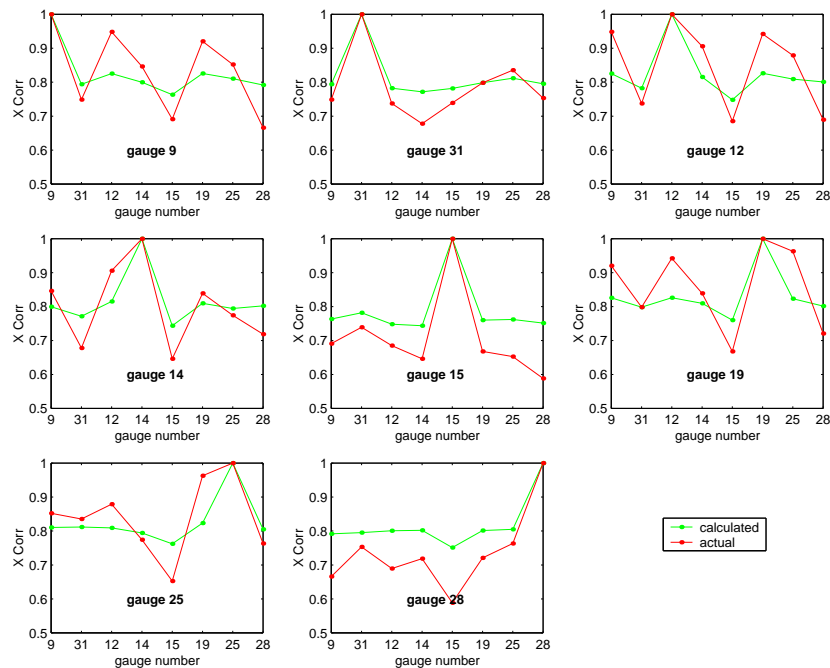 1
0.9
0.8
0.7
0.6
0.5
X Corr
gauge 9
9 31 12 14 15 19 25 28
gauge number
1
0.9
0.8
0.7
0.6
0.5
X Corr
gauge 31
9 31 12 14 15 19 25 28
gauge number
1
0.9
0.8
0.7
0.6
0.5
X Corr
gauge 12
9 31 12 14 15 19 25 28
gauge number
1
0.9
0.8
0.7
0.6
0.5
X Corr
gauge 14
9 31 12 14 15 19 25 28
gauge number
1
0.9
0.8
0.7
0.6
0.5
X Corr
gauge 15
9 31 12 14 15 19 25 28
gauge number
1
0.9
0.8
0.7
0.6
0.5
X Corr
gauge 19
9 31 12 14 15 19 25 28
gauge number
1
0.9
0.8
0.7
0.6
0.5
X Corr
gauge 25
9 31 12 14 15 19 25 28
gauge number
1
0.9
0.8
0.7
0.6
0.5
X Corr
gauge 28
9 31 12 14 15 19 25 28
gauge number
calculated
actual